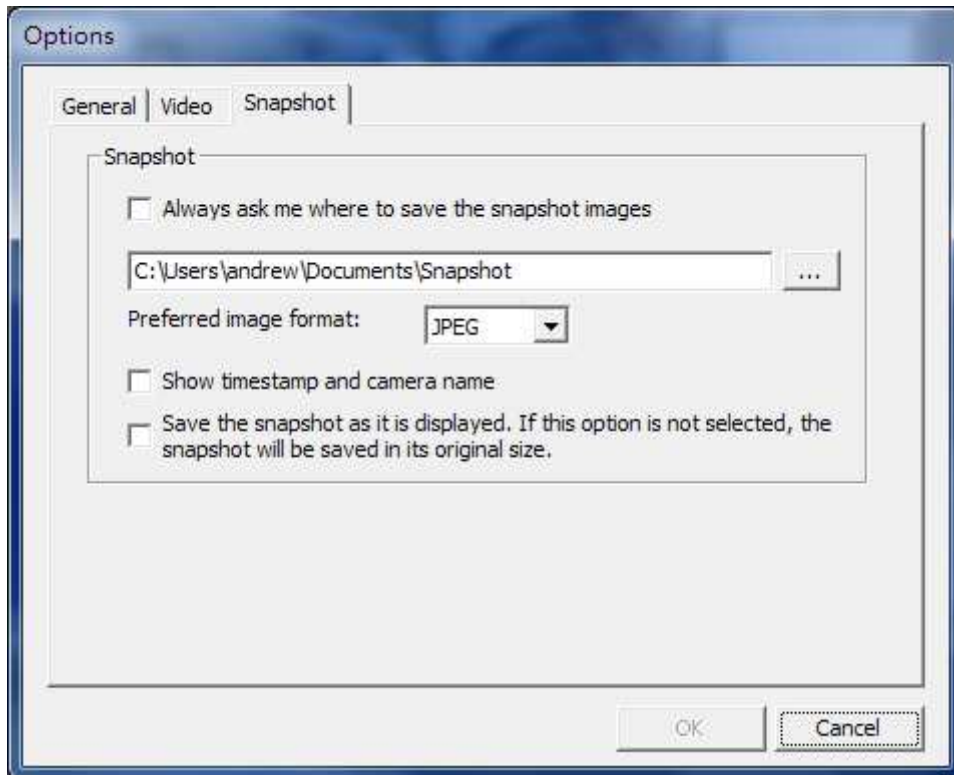 Options
General
Video
Snapshot
Snapshot
Always ask me where to save the snapshot images
C:\Users\andrew\Documents\Snapshot
...
Preferred image format:
JPEG
Show timestamp and camera name
Save the snapshot as it is displayed. If this option is not selected, the
snapshot will be saved in its original size.
OK
Cancel